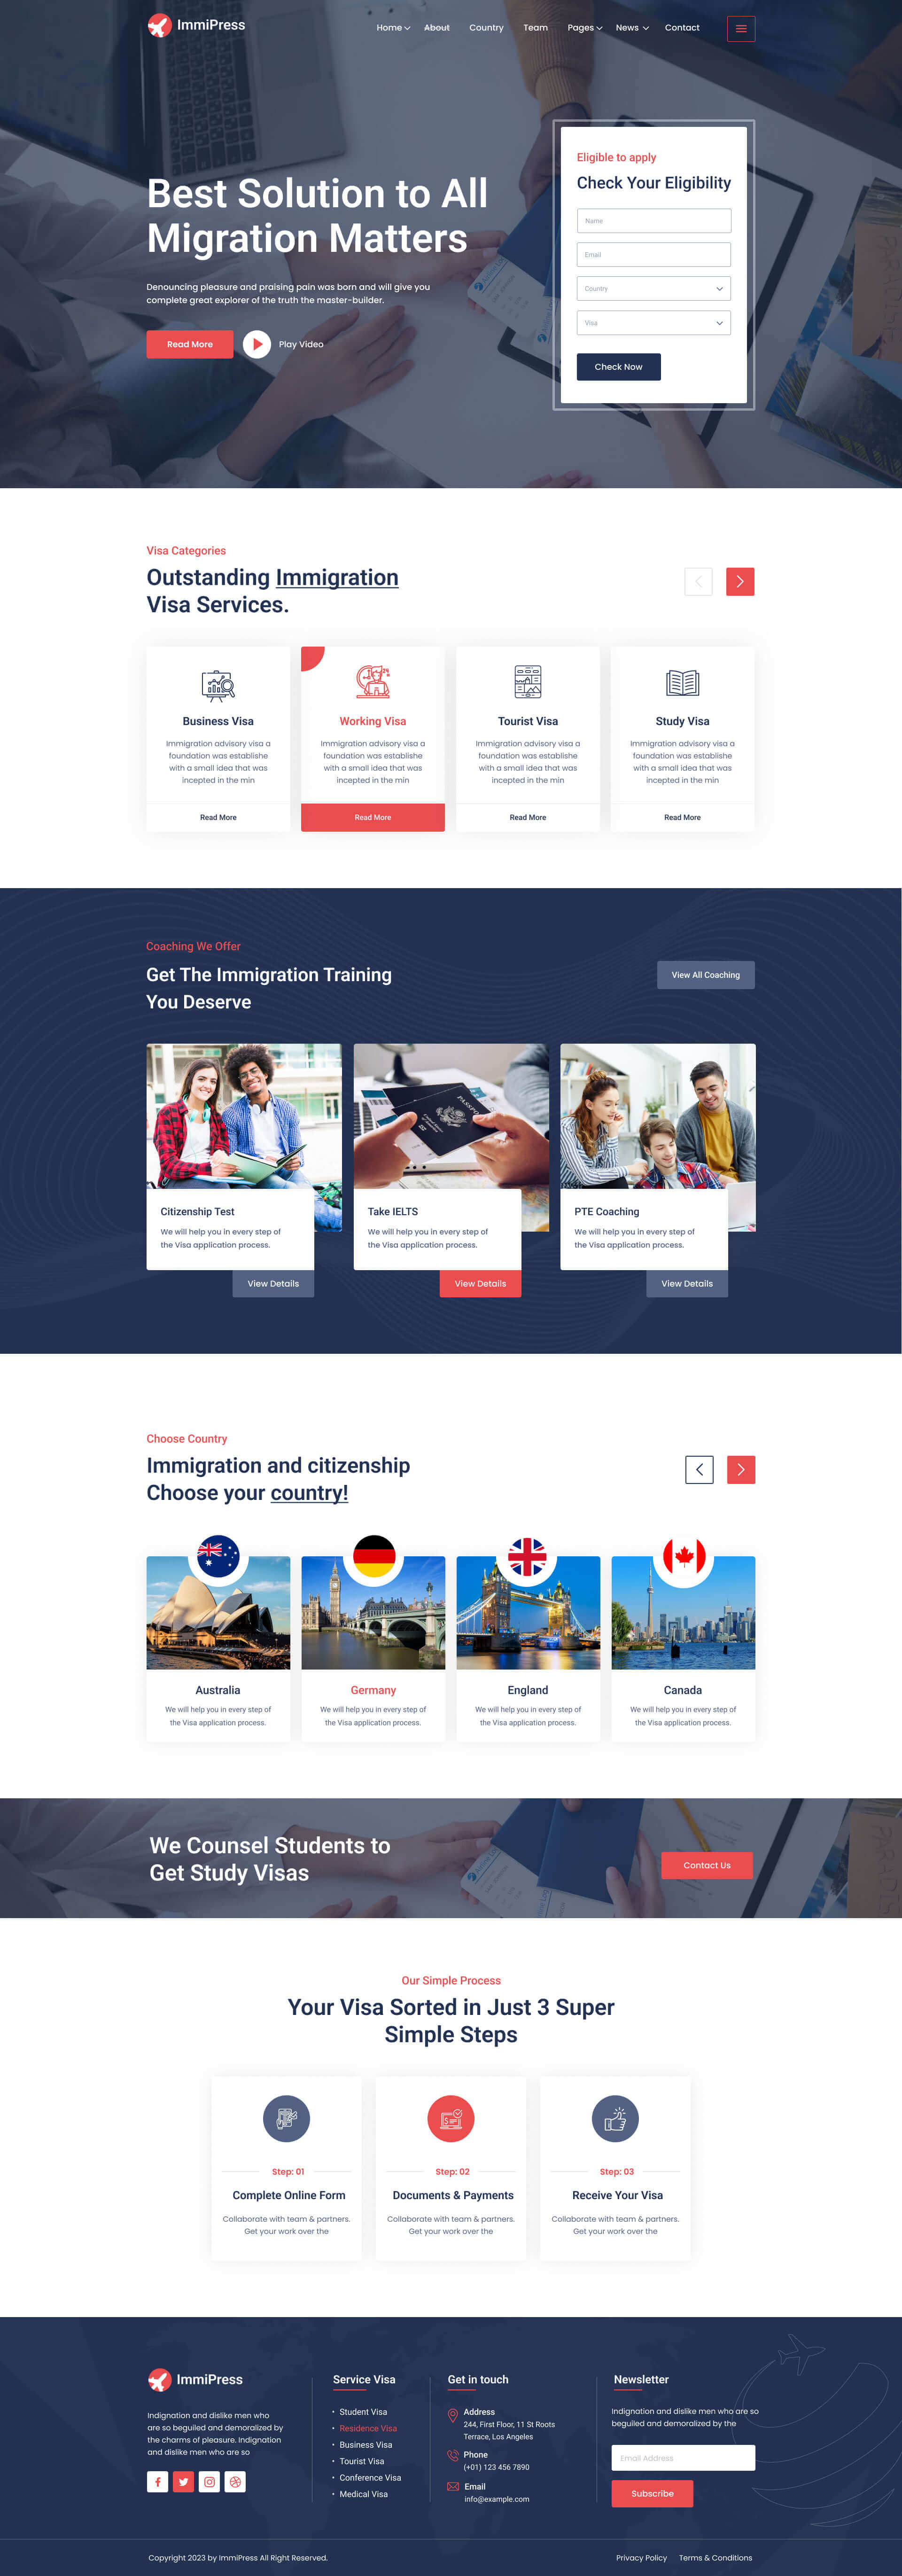 ImmiPress
Home About Country Team Pages News Contact
Best Solution to All
Migration Matters
Denouncing pleasure and praising pain was born and will give you
complete great explorer of the truth the master-builder.
Read More
Play Video
Eligible to apply
Check Your Eligibility
Name
Email
Country
Visa
Check Now
Visa Categories
Outstanding Immigration
Visa Services.
Business Visa
Immigration advisory visa a
foundation was establishe
with a small idea that was
incepted in the min
Read More
Working Visa
Immigration advisory visa a
foundation was establishe
with a small idea that was
incepted in the min
Read More
Tourist Visa
Immigration advisory visa a
foundation was establishe
with a small idea that was
incepted in the min
Read More
Study Visa
Immigration advisory visa a
foundation was establishe
with a small idea that was
incepted in the min
Read More
Coaching We Offer
Get The Immigration Training
You Deserve
View All Coaching
Citizenship Test
We will help you in every step of
the Visa application process.
View Details
PASSPORT
Take IELTS
We will help you in every step of
the Visa application process.
View Details
PTE Coaching
We will help you in every step of
the Visa application process.
View Details
Choose Country
Immigration and citizenship
Choose your country!
Australia
We will help you in every step of
the Visa application process.
Germany
We will help you in every step of
the Visa application process.
England
We will help you in every step of
the Visa application process.
Canada
We will help you in every step of
the Visa application process.
We Counsel Students to
Get Study Visas
Contact Us
Our Simple Process
Your Visa Sorted in Just 3 Super
Simple Steps
Step: 01
Complete Online Form
Collaborate with team & partners.
Get your work over the
Step: 02
Documents & Payments
Collaborate with team & partners.
Get your work over the
Step: 03
Receive Your Visa
Collaborate with team & partners.
Get your work over the
ImmiPress
Indignation and dislike men who
are so beguiled and demoralized by
the charms of pleasure. Indignation
and dislike men who are so
Service Visa
Student Visa
Residence Visa
Business Visa
Tourist Visa
Conference Visa
Medical Visa
Get in touch
Address
244, First Floor, 11 St Roots
Terrace, Los Angeles
Phone
(+01) 123 456 7890
Email
info@example.com
Newsletter
Indignation and dislike men who are so
beguiled and demoralized by the
Email Address
Subscribe
Copyright 2023 by ImmiPress All Right Reserved.
Privacy Policy Terms & Conditions